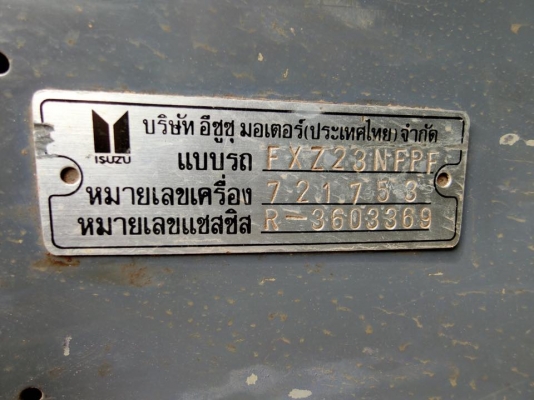 ISUZU
บริษัท อีซูซุ มอเตอร์(ประเทศไทย) จำกัด
แบบรถ FXZ23NFPF
หมายเลขเครื่อง 721753
หมายเลขแชสซิส R-3603369